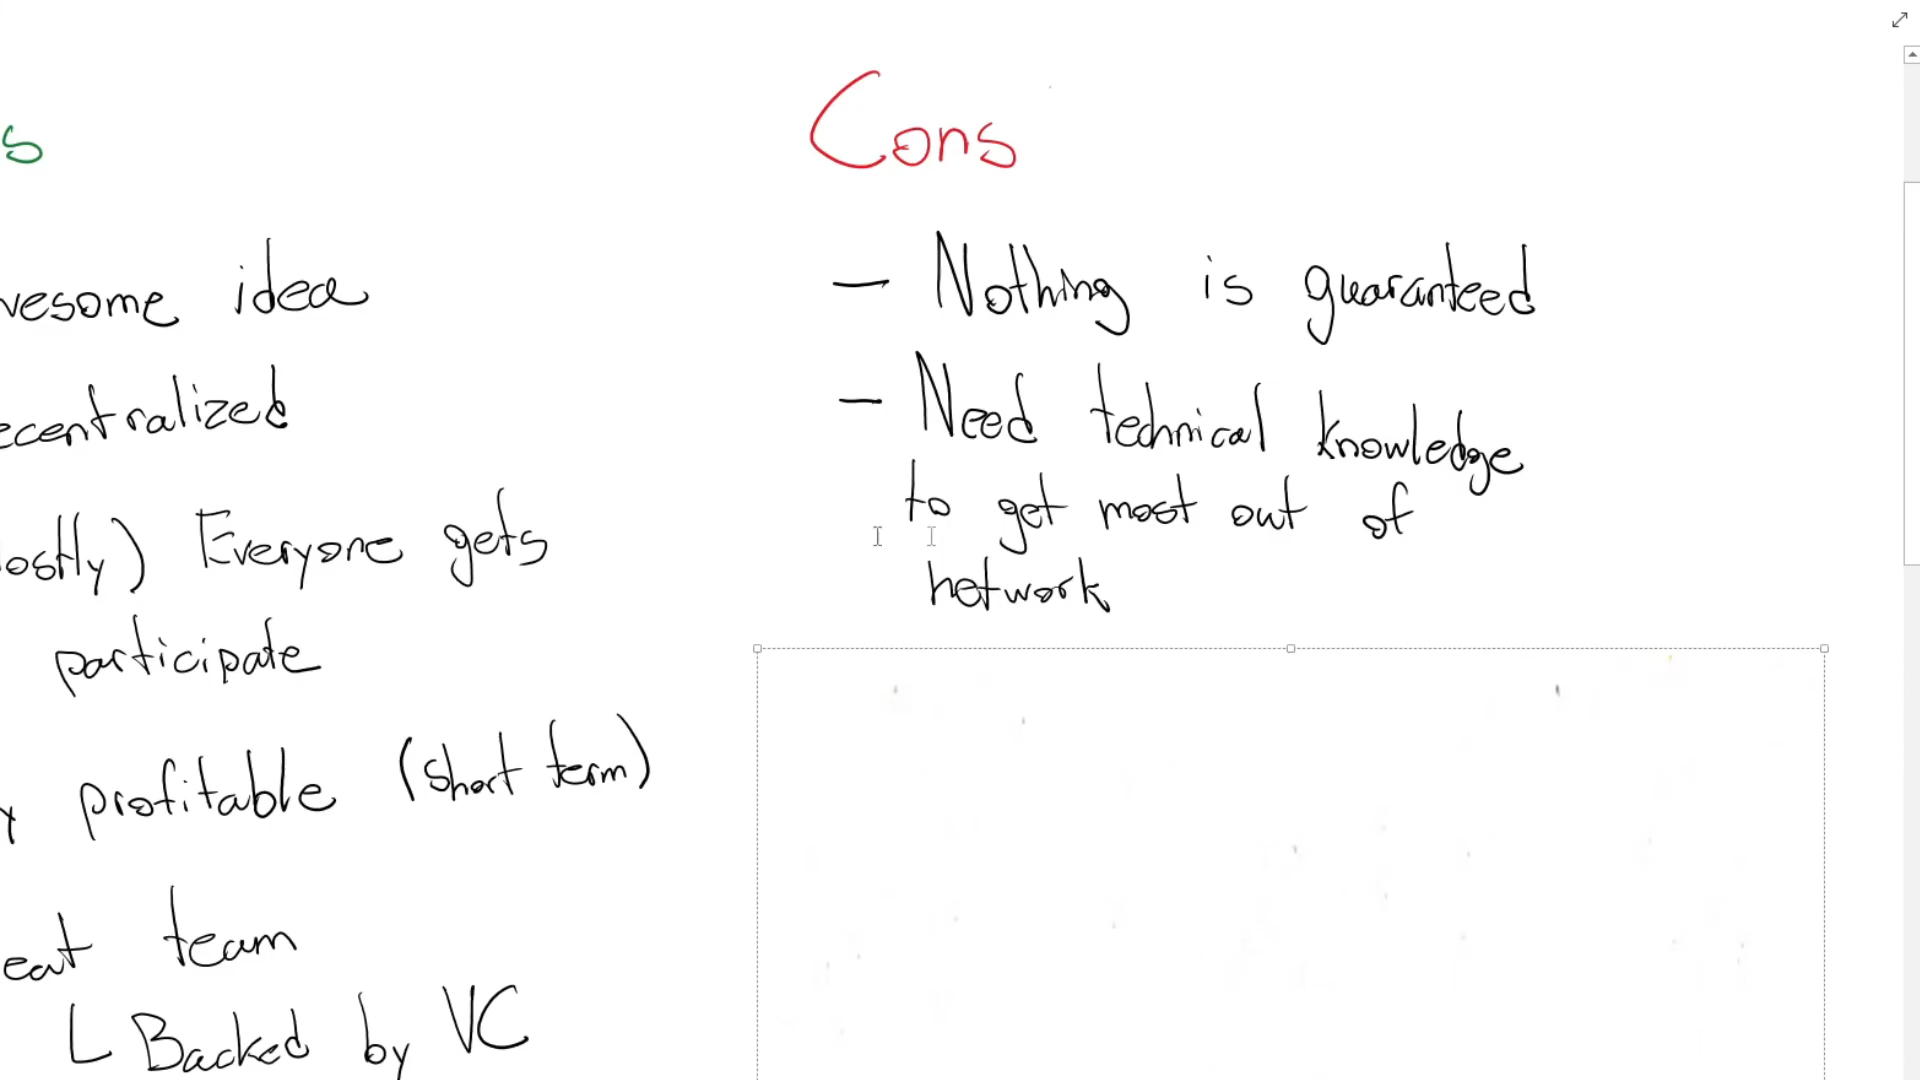 s
Cons
vesome idea
ecentralized
ostly) Everyone gets
participate
y profitable (short term)
eat team
L Backed by VC
- Nothing is guaranteed
- Need technical knowledge
to get most out of
network